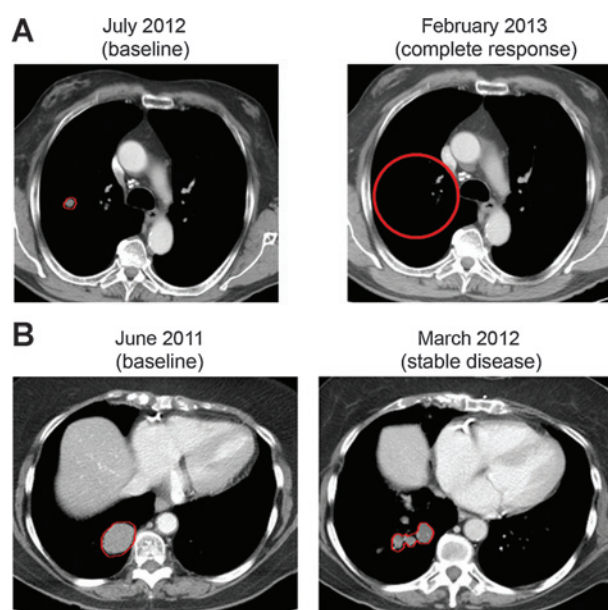 A
July 2012
(baseline)
February 2013
(complete response)
B
June 2011
(baseline)
March 2012
(stable disease)